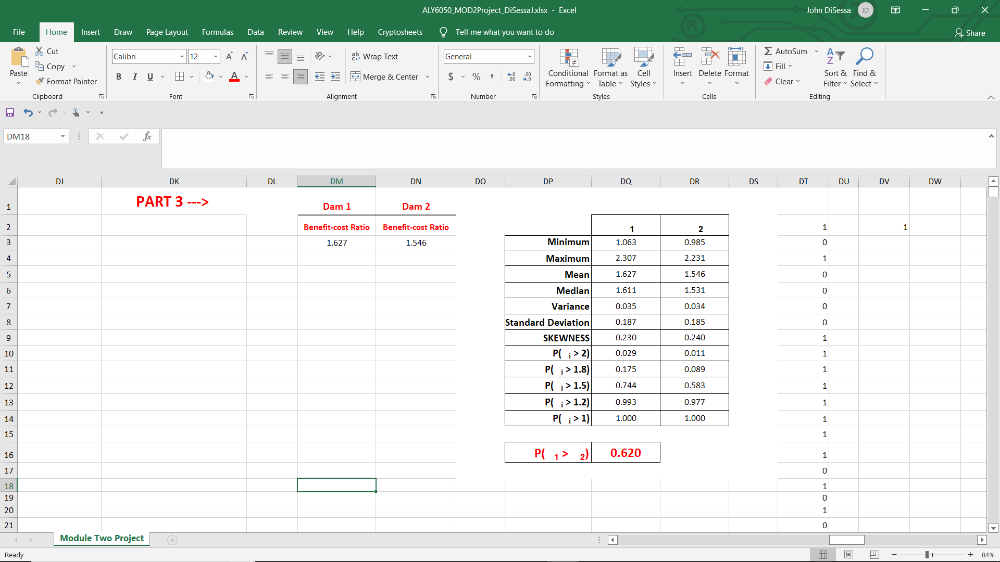 ALY6050_MOD2Project_DiSessaJ.xlsx - Excel
John DiSessa JD
File Home Insert Draw Page Layout Formulas Data Review View Help Cryptosheets Tell me what you want to do Share
Paste
Cut
Copy
Format Painter
Clipboard
Calibri 12 A A
B I U A
Font
ab Wrap Text
Merge & Center
Alignment
General
$ % ,
Number
Conditional Formatting
Format as Table
Cell Styles
Styles
Insert Delete Format
Cells
AutoSum
Fill
Clear
Sort & Filter
Find & Select
Editing
DM18 fx
DJ DK DL DM DN DO DP DQ DR DS DT DU DV DW
1 PART 3 ---> Dam 1 Dam 2
2 Benefit-cost Ratio Benefit-cost Ratio 1 2 1 1
3 1.627 1.546 Minimum 1.063 0.985 0
4 Maximum 2.307 2.231 1
5 Mean 1.627 1.546 0
6 Median 1.611 1.531 0
7 Variance 0.035 0.034 0
8 Standard Deviation 0.187 0.185 0
9 SKEWNESS 0.230 0.240 1
10 P( i > 2) 0.029 0.011 1
11 P( i > 1.8) 0.175 0.089 1
12 P( i > 1.5) 0.744 0.583 1
13 P( i > 1.2) 0.993 0.977 1
14 P( i > 1) 1.000 1.000 1
15 1
16 P( 1 > 2) 0.620 1
17 0
18 1
19 0
20 1
21 0
Module Two Project
Ready 84%